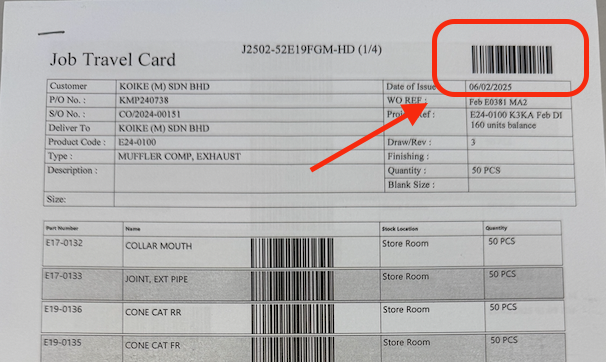 J2502-52E19FGM-HD (1/4)
Job Travel Card
Customer KOIKE (M) SDN BHD Date of Issue 06/02/2025
P/O No. : KMP240738 WO REF : Feb E0381 MA2
S/O No. : CO/2024-00151 Ref : E24-0100 K3KA Feb DI
Deliver To KOIKE (M) SDN BHD 160 units balance
Product Code : E24-0100 Draw/Rev : 3
Type : MUFFLER COMP, EXHAUST Finishing :
Description : Quantity : 50 PCS
Blank Size :
Size:
Part Number Name Stock Location Quantity
E17-0132 COLLAR MOUTH Store Room 50 PCS
E17-0133 JOINT, EXT PIPE Store Room 50 PCS
E19-0136 CONE CAT RR Store Room 50 PCS
E19-0135 CONE CAT FR Store Room 50 PCS